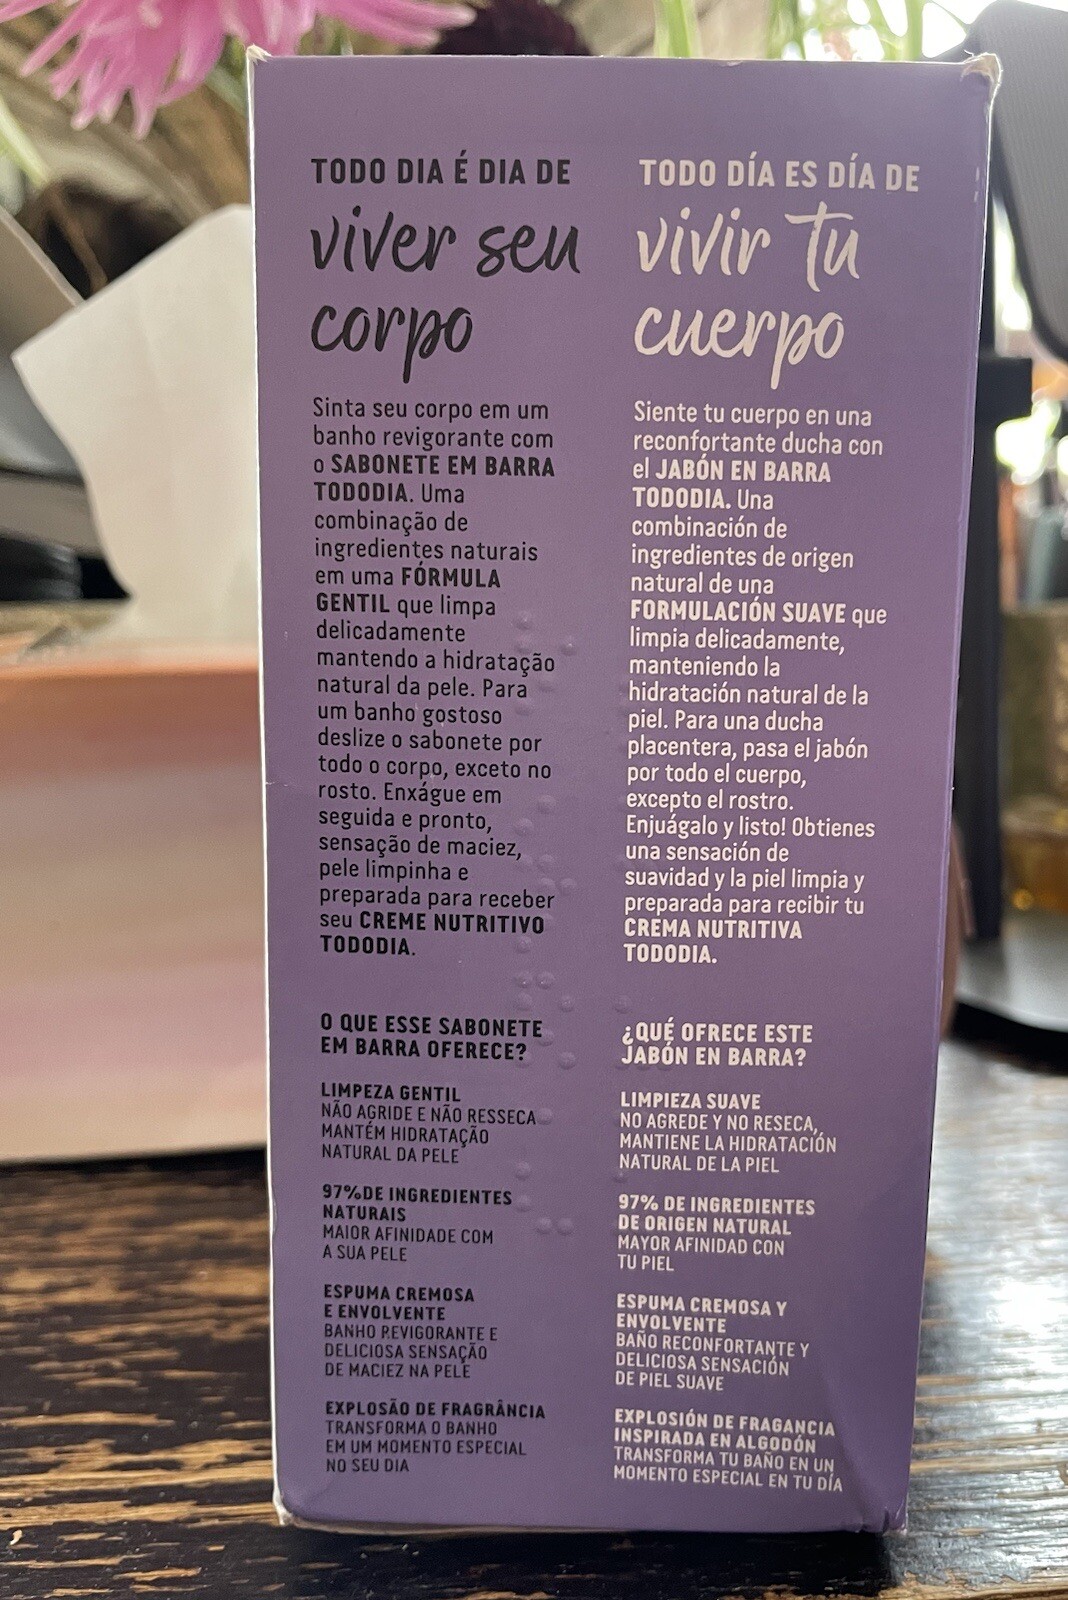 TODO DIA É DIA DE
viver seu
corpo
Sinta seu corpo em um
banho revigorante com
o SABONETE EM BARRA
TODODIA. Uma
combinação de
ingredientes naturais
em uma FÓRMULA
GENTIL que limpa
delicadamente
mantendo a hidratação
natural da pele. Para
um banho gostoso
deslize o sabonete por
todo o corpo, exceto no
rosto. Enxágue em
seguida e pronto,
sensação de maciez,
pele limpinha e
preparada para receber
seu CREME NUTRITIVO
TODODIA.
O QUE ESSE SABONETE
EM BARRA OFERECE?
LIMPEZA GENTIL
NÃO AGRIDE E NÃO RESSECA
MANTÉM HIDRATAÇÃO
NATURAL DA PELE
97%DE INGREDIENTES
NATURAIS
MAIOR AFINIDADE COM
A SUA PELE
ESPUMA CREMOSA
E ENVOLVENTE
BANHO REVIGORANTE E
DELICIOSA SENSAÇÃO
DE MACIEZ NA PELE
EXPLOSÃO DE FRAGRÂNCIA
TRANSFORMA O BANHO
EM UM MOMENTO ESPECIAL
NO SEU DIA
TODO DÍA ES DÍA DE
vivir tu
cuerpo
Siente tu cuerpo en una
reconfortante ducha con
el JABÓN EN BARRA
TODODIA. Una
combinación de
ingredientes de origen
natural de una
FORMULACIÓN SUAVE que
limpia delicadamente,
manteniendo la
hidratación natural de la
piel. Para una ducha
placentera, pasa el jabón
por todo el cuerpo,
excepto el rostro.
Enjuágalo y listo! Obtienes
una sensación de
suavidad y la piel limpia y
preparada para recibir tu
CREMA NUTRITIVA
TODODIA.
¿QUÉ OFRECE ESTE
JABÓN EN BARRA?
LIMPIEZA SUAVE
NO AGREDE Y NO RESECA,
MANTIENE LA HIDRATACIÓN
NATURAL DE LA PIEL
97% DE INGREDIENTES
DE ORIGEN NATURAL
MAYOR AFINIDAD CON
TU PIEL
ESPUMA CREMOSA Y
ENVOLVENTE
BAÑO RECONFORTANTE Y
DELICIOSA SENSACIÓN
DE PIEL SUAVE
EXPLOSIÓN DE FRAGANCIA
INSPIRADA EN ALGODÓN
TRANSFORMA TU BAÑO EN UN
MOMENTO ESPECIAL EN TU DÍA